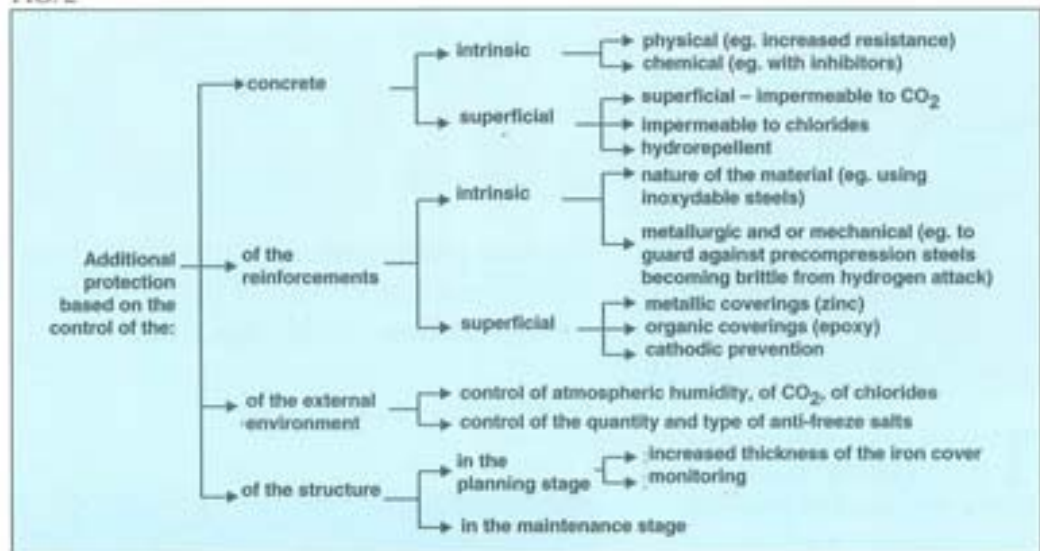 intrinsic
physical (eg. increased resistance)
chemical (eg. with inhibitors)
concrete
superficial
superficial – impermeable to CO2
impermeable to chlorides
hydrorepellent
intrinsic
nature of the material (eg. using
inoxydable steels)
metallurgic and or mechanical (eg. to
guard against precompression steels
becoming brittle from hydrogen attack)
Additional
protection
based on the
control of the:
of the
reinforcements
superficial
metallic coverings (zinc)
organic coverings (epoxy)
cathodic prevention
of the external
environment
control of atmospheric humidity, of CO2, of chlorides
control of the quantity and type of anti-freeze salts
of the structure
in the
planning stage
increased thickness of the iron cover
monitoring
in the maintenance stage